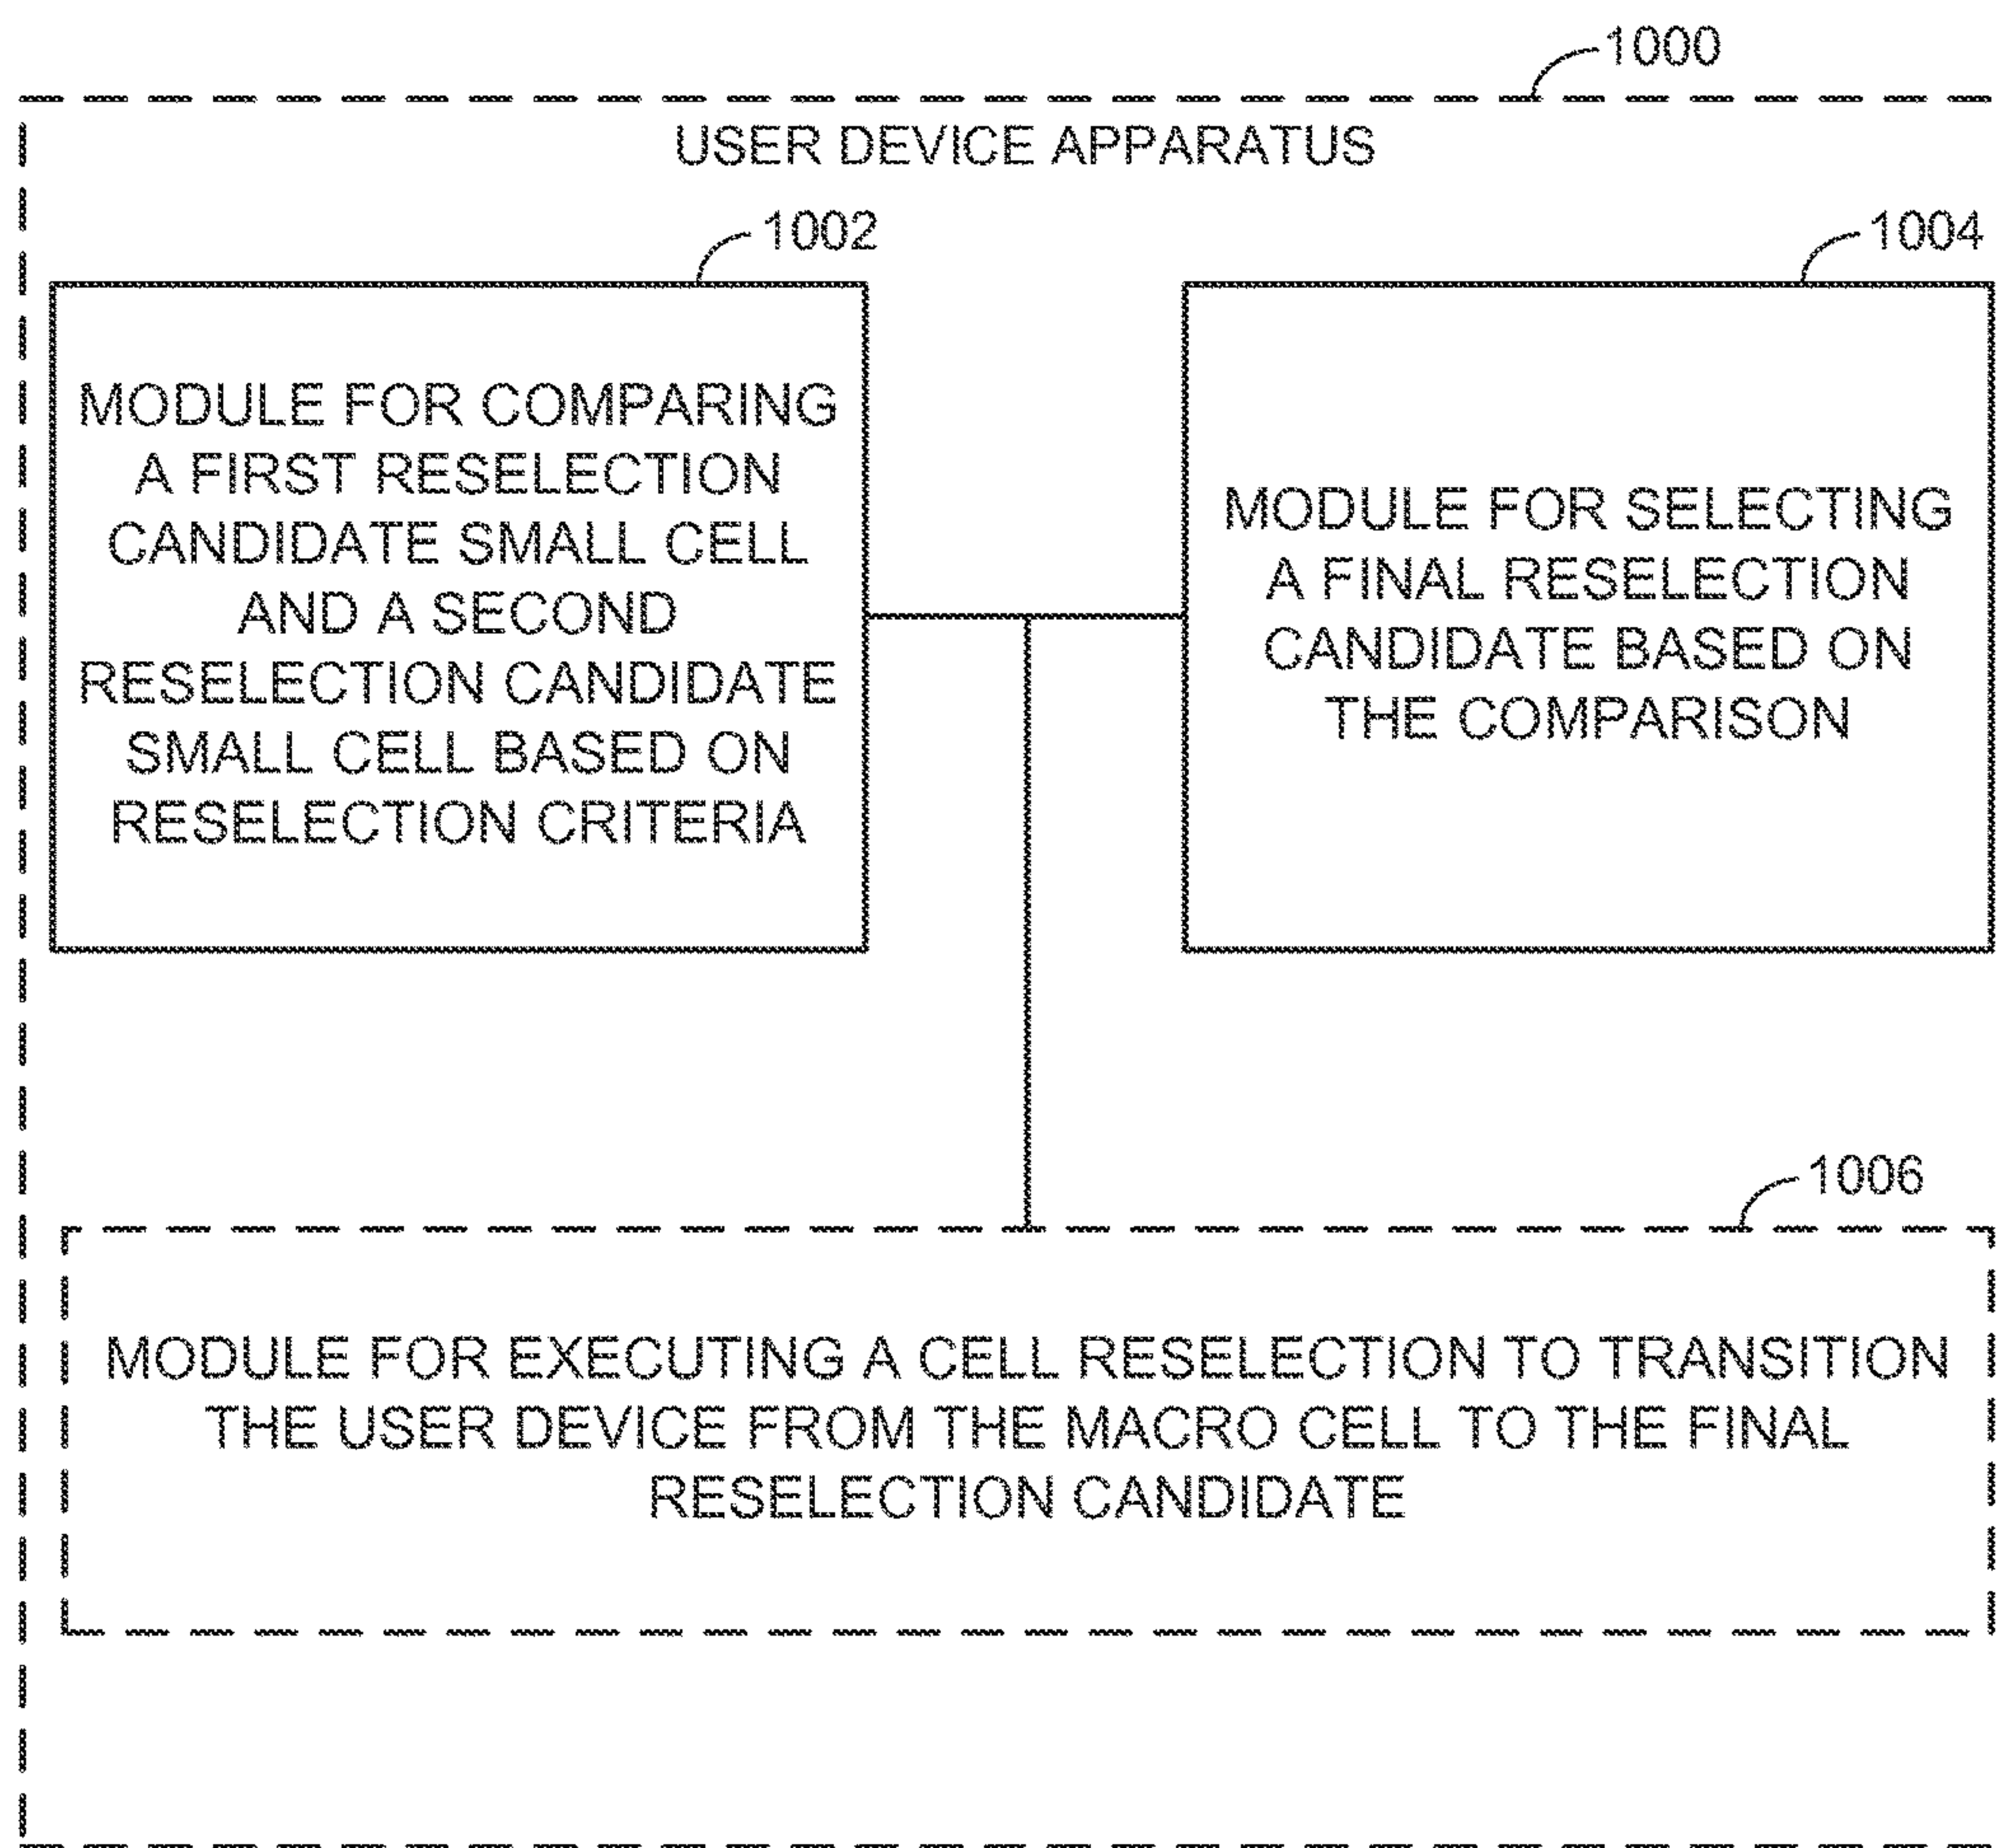 1000
USER DEVICE APPARATUS
1002
1004
MODULE FOR COMPARING
A FIRST RESELECTION
CANDIDATE SMALL CELL
AND A SECOND
RESELECTION CANDIDATE
SMALL CELL BASED ON
RESELECTION CRITERIA
MODULE FOR SELECTING
A FINAL RESELECTION
CANDIDATE BASED ON
THE COMPARISON
1006
MODULE FOR EXECUTING A CELL RESELECTION TO TRANSITION
THE USER DEVICE FROM THE MACRO CELL TO THE FINAL
RESELECTION CANDIDATE